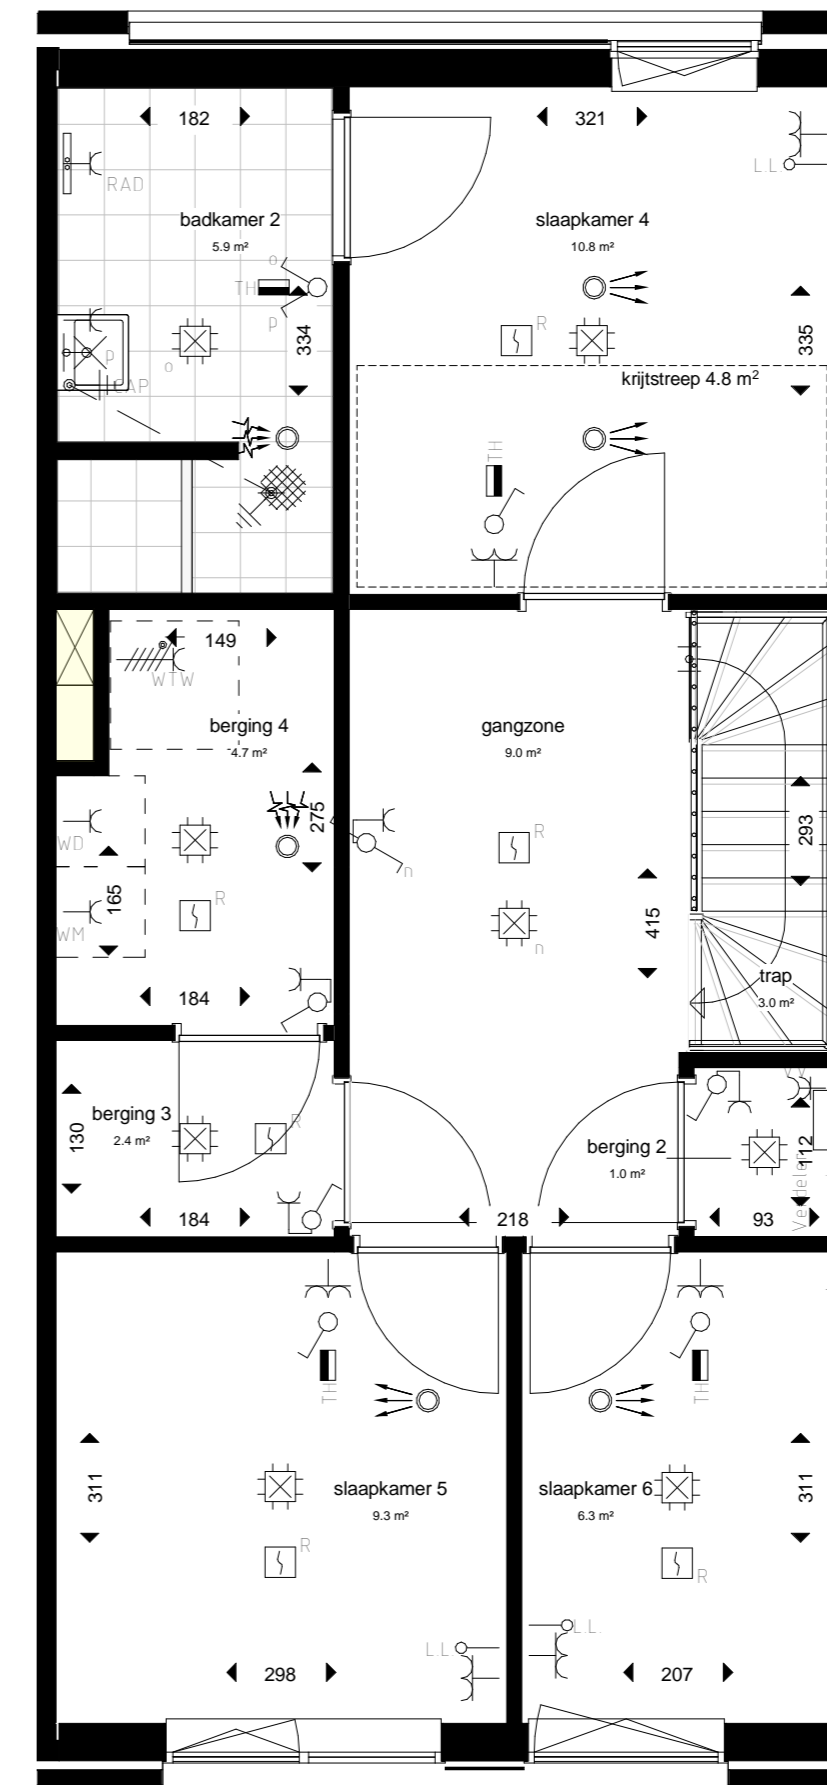 182
321
RAD
L.L.
badkamer 2
5.9 m²
slaapkamer 4
10.8 m²
o
TH
p
334
R
335
p
o
CAP
krijtstreep 4.8 m²
TH
149
WTW
berging 4
4.7 m²
gangzone
9.0 m²
275
WD
R
293
n
165
R
415
WM
n
trap
3.0 m²
184
berging 3
2.4 m²
R
130
berging 2
1.0 m²
112
184
218
93
TH
TH
311
slaapkamer 5
9.3 m²
slaapkamer 6
6.3 m²
311
R
R
L.L.
L.L.
298
207